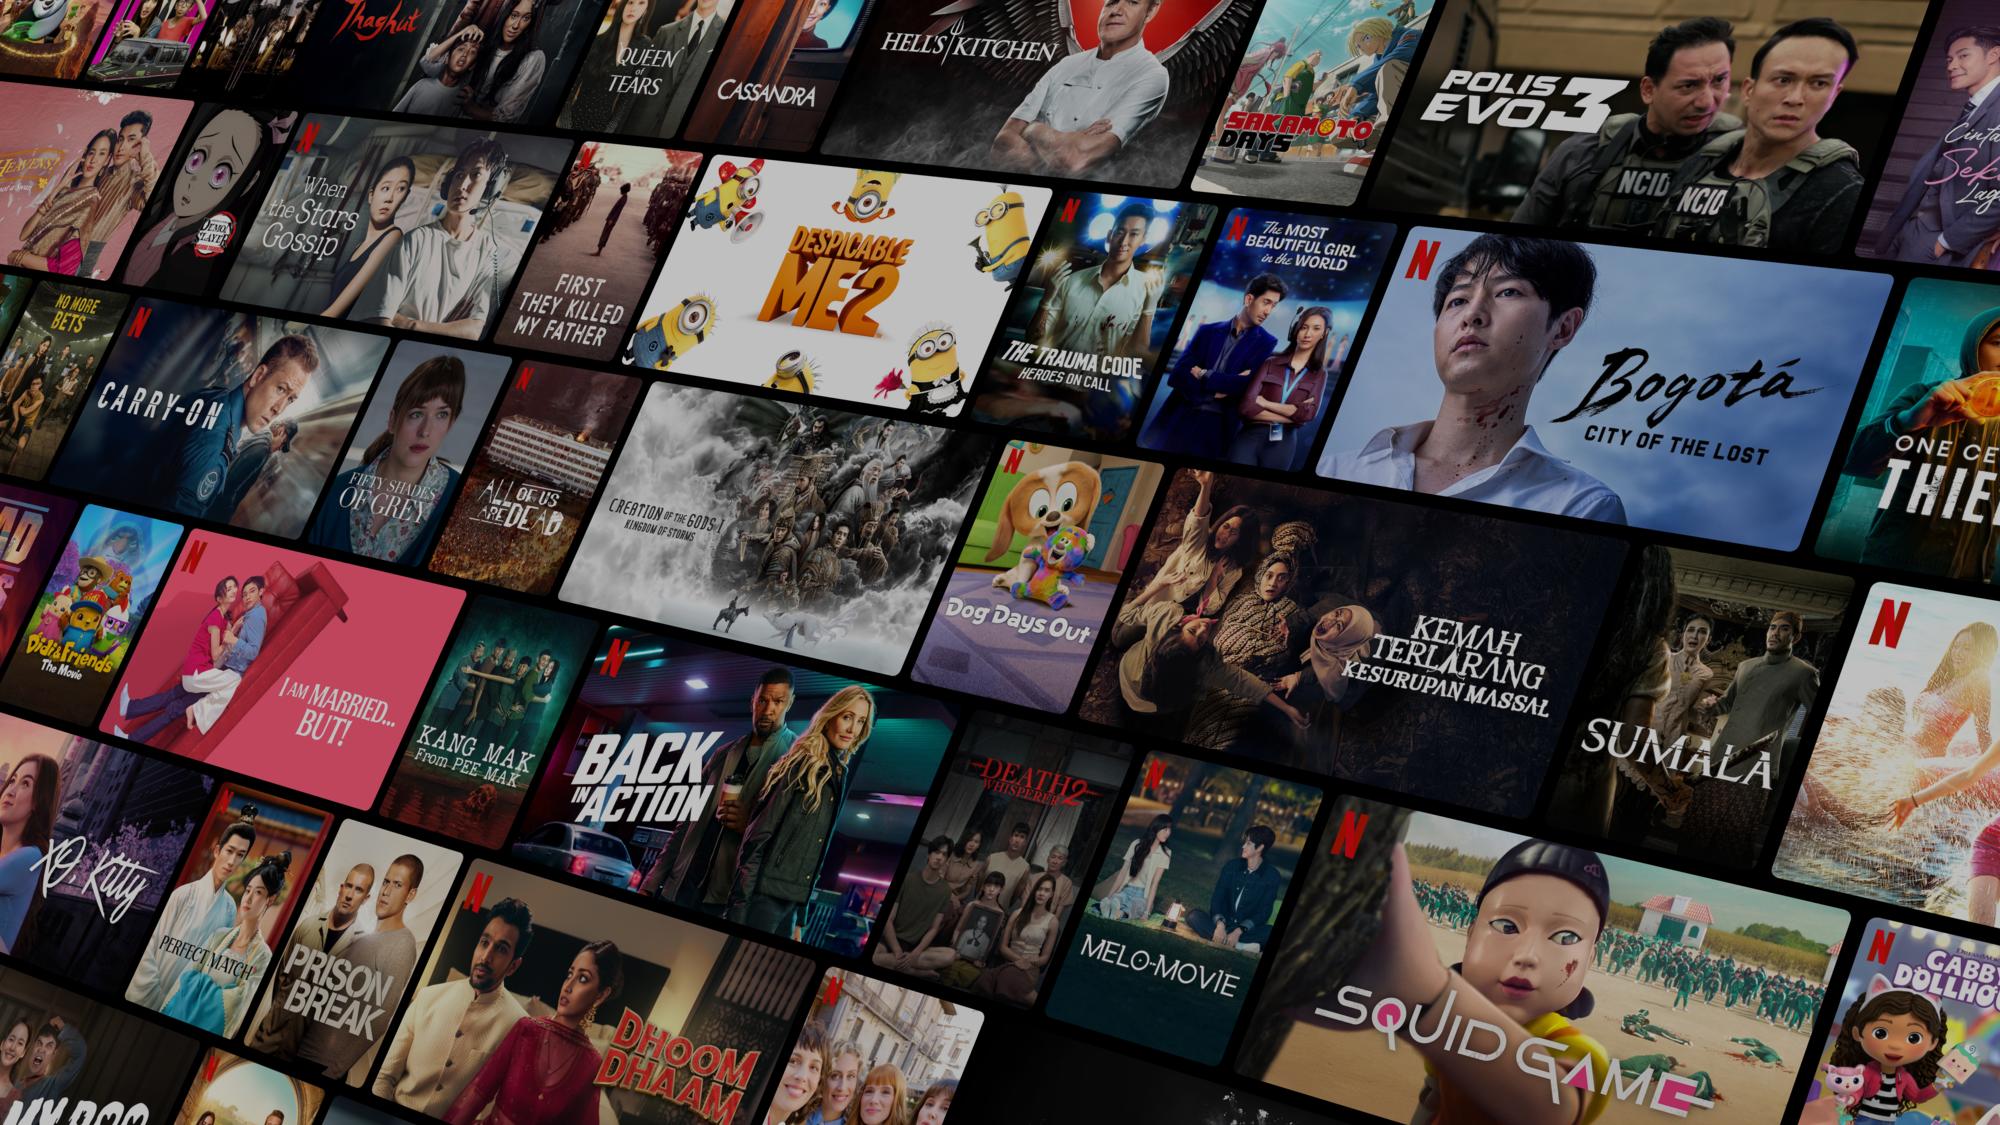 Thaghut
QUEEN
of
TEARS
CASSANDRA
HELL'S KITCHEN
SAKAMOTO
DAYS
POLIS
EVO 3
NCID
NCID
Cinta
HEAVENS!
DEMON
SLAYER
N
When
the Stars
Gossip
N
FIRST
THEY KILLED
MY FATHER
DESPICABLE
ME 2
N
THE TRAUMA CODE
HEROES ON CALL
N
The MOST
BEAUTIFUL GIRL
in the WORLD
N
Bogotá
CITY OF THE LOST
NO MORE
BETS
N
CARRY-ON
FIFTY SHADES
OF GREY
N
ALL OF US
ARE DEAD
CREATION OF THE GODS I
KINGDOM OF STORMS
N
Dog Days Out
KEMAH
TERLARANG
KESURUPAN MASSAL
SUMALA
ONE CE
THIE
N
Didi & Friends
The Movie
N
I AM MARRIED...
BUT!
KANG MAK
From PEE MAK
N
BACK
IN ACTION
DEATH
WHISPERER 2
N
MELO-MOVIE
N
SQUID GAME
N
GABBY
DOLLHO
XO, Kitty
N
PERFECT MATCH
PRISON
BREAK
N
DHOOM
DHAAM
N
N